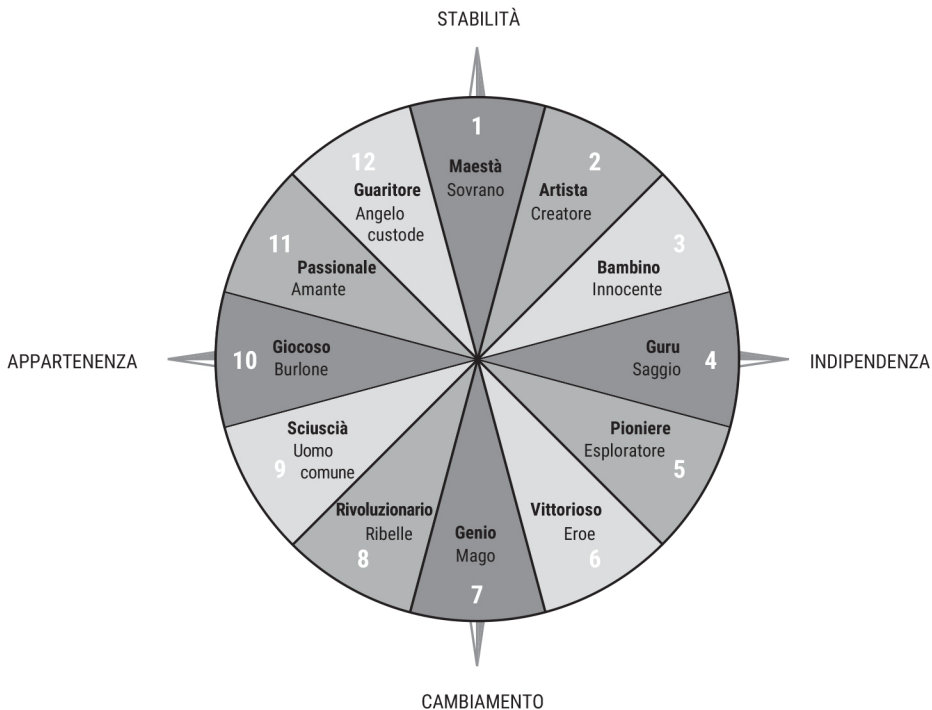 STABILITÀ
1
Maestà
Sovrano
2
Artista
Creatore
3
Bambino
Innocente
Guru
Saggio
4
INDIPENDENZA
Pioniere
Esploratore
5
Vittorioso
Eroe
6
Genio
Mago
7
CAMBIAMENTO
Rivoluzionario
Ribelle
8
Sciuscià
Uomo
comune
9
APPARTENENZA
10
Giocoso
Burlone
11
Passionale
Amante
12
Guaritore
Angelo
custode